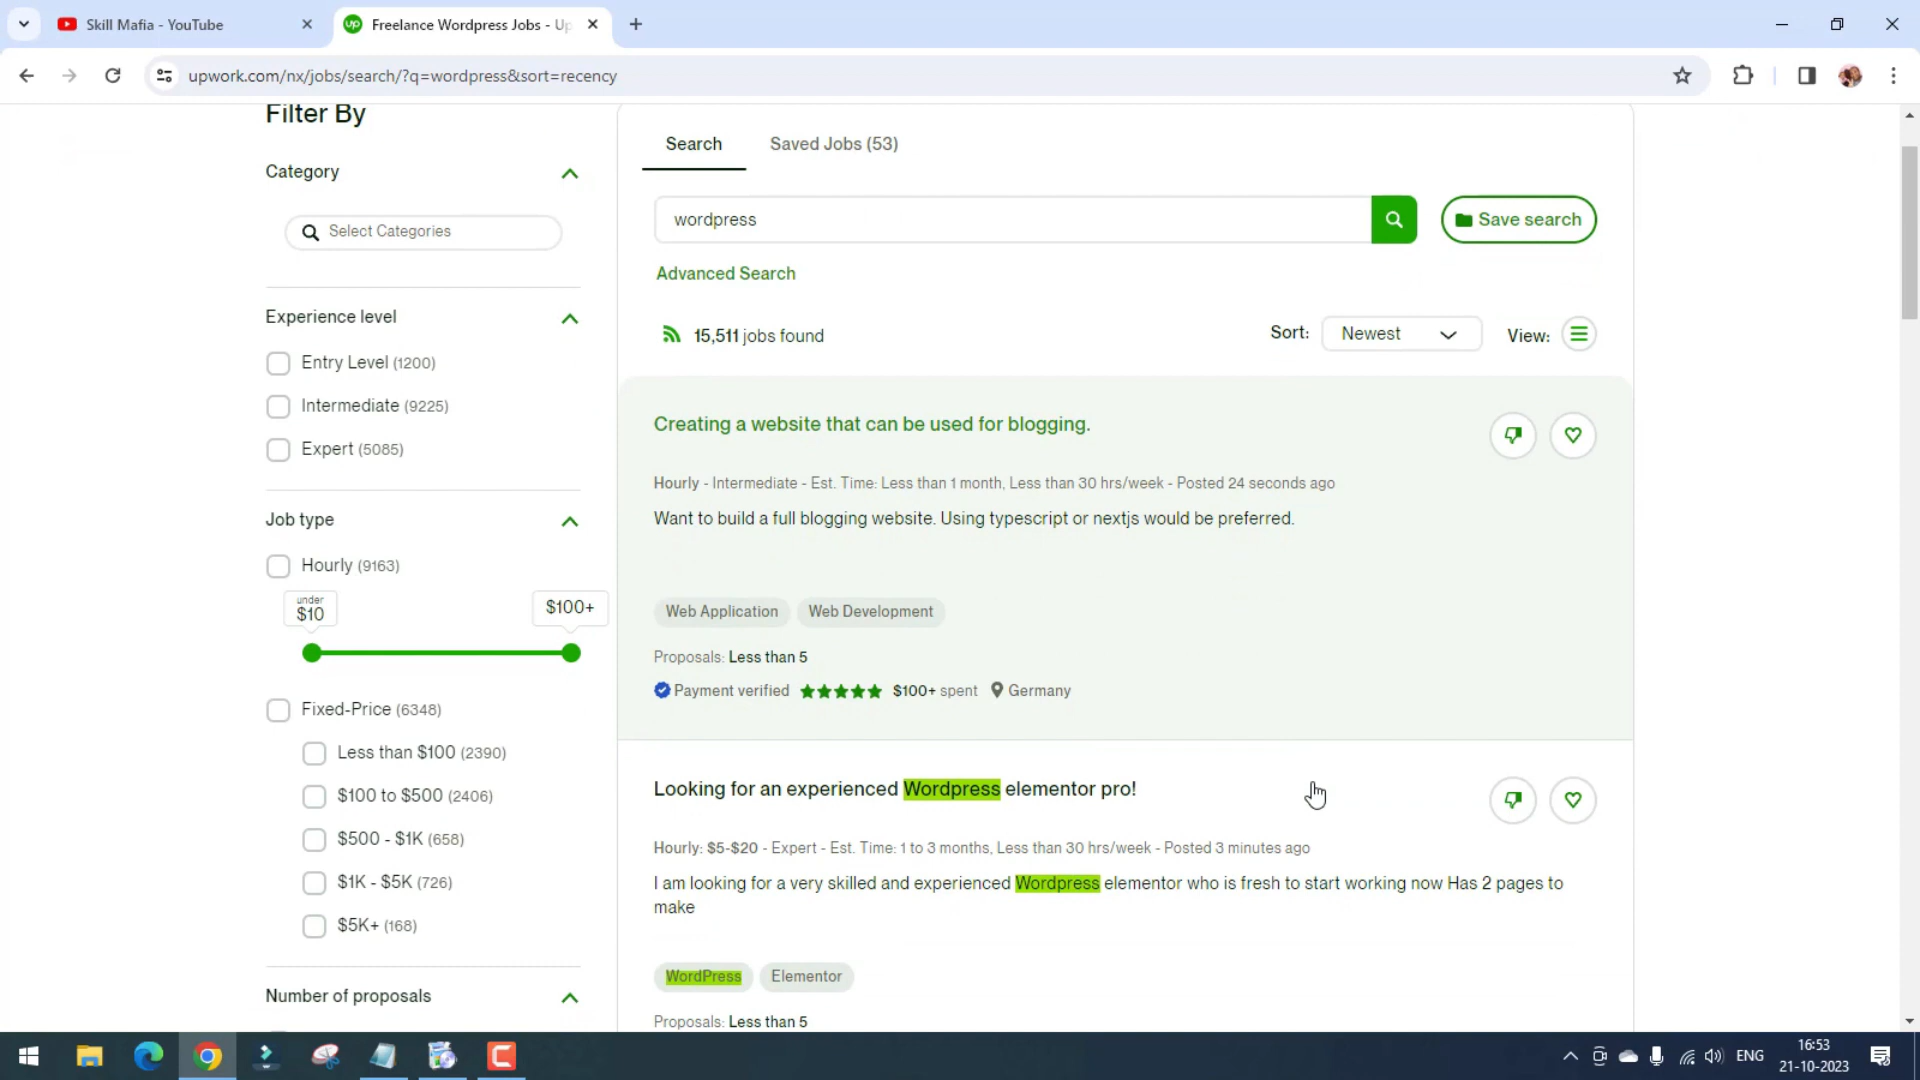 Skill Mafia - YouTube
Freelance Wordpress Jobs - Up
upwork.com/nx/jobs/search/?q=wordpress&sort=recency
Filter By
Category
Select Categories
Experience level
Entry Level (1200)
Intermediate (9225)
Expert (5085)
Job type
Hourly (9163)
under
$10
$100+
Fixed-Price (6348)
Less than $100 (2390)
$100 to $500 (2406)
$500 - $1K (658)
$1K - $5K (726)
$5K+ (168)
Number of proposals
Search
Saved Jobs (53)
wordpress
Save search
Advanced Search
15,511 jobs found
Sort:
Newest
View:
Creating a website that can be used for blogging.
Hourly - Intermediate - Est. Time: Less than 1 month, Less than 30 hrs/week - Posted 24 seconds ago
Want to build a full blogging website. Using typescript or nextjs would be preferred.
Web Application
Web Development
Proposals: Less than 5
Payment verified
$100+ spent
Germany
Looking for an experienced Wordpress elementor pro!
Hourly: $5-$20 - Expert - Est. Time: 1 to 3 months, Less than 30 hrs/week - Posted 3 minutes ago
I am looking for a very skilled and experienced Wordpress elementor who is fresh to start working now Has 2 pages to
make
WordPress
Elementor
Proposals: Less than 5
ENG
16:53
21-10-2023